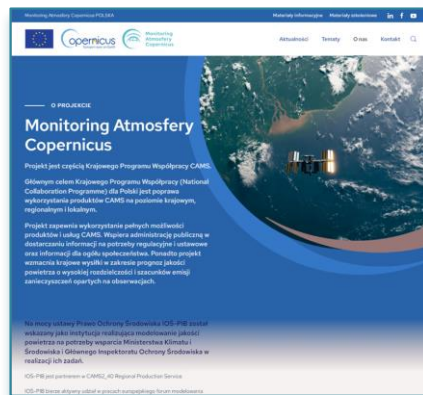 Monitoring Atmosfery Copernicus POLSKA
Materiały informacyjne Materiały szkoleniowe in f
opernicus
Monitoring
Atmosfery
Copernicus
Aktualności Tematy O nas Kontakt
O PROJEKCIE
Monitoring Atmosfery
Copernicus
Projekt jest częścią Krajowego Programu Współpracy CAMS.
Głównym celem Krajowego Programu Współpracy (National
Collaboration Programme) dla Polski jest poprawa
wykorzystanie produktów CAMS na poziomie krajowym,
regionalnym i lokalnym.
Projekt zapewnia wykorzystanie pełnych możliwości
produktów i usług CAMS. Wspiera administrację publiczną w
dostarczaniu informacji na potrzeby regulacyjne i ustawowe
oraz informacji dla ogółu społeczeństwa. Ponadto projekt
wzmacnia krajowe wysiłki w zakresie prognoz jakości
powietrza o wysokiej rozdzielczości i szacunków emisji
zanieczyszczeń opartych na obserwacjach.
Na mocy ustawy Prawo Ochrony Środowiska IOŚ-PIB został
wskazany jako instytucja realizująca modelowanie jakości
powietrza na potrzeby wsparcia Ministerstwa Klimatu i
Środowiska i Głównego Inspektoratu Ochrony Środowiska w
realizacji ich zadań.
IOŚ-PIB jest partnerem w CAMS2_40 Regional Production Service
IOŚ-PIB bierze aktywny udział w pracach europejskiego forum modelowania